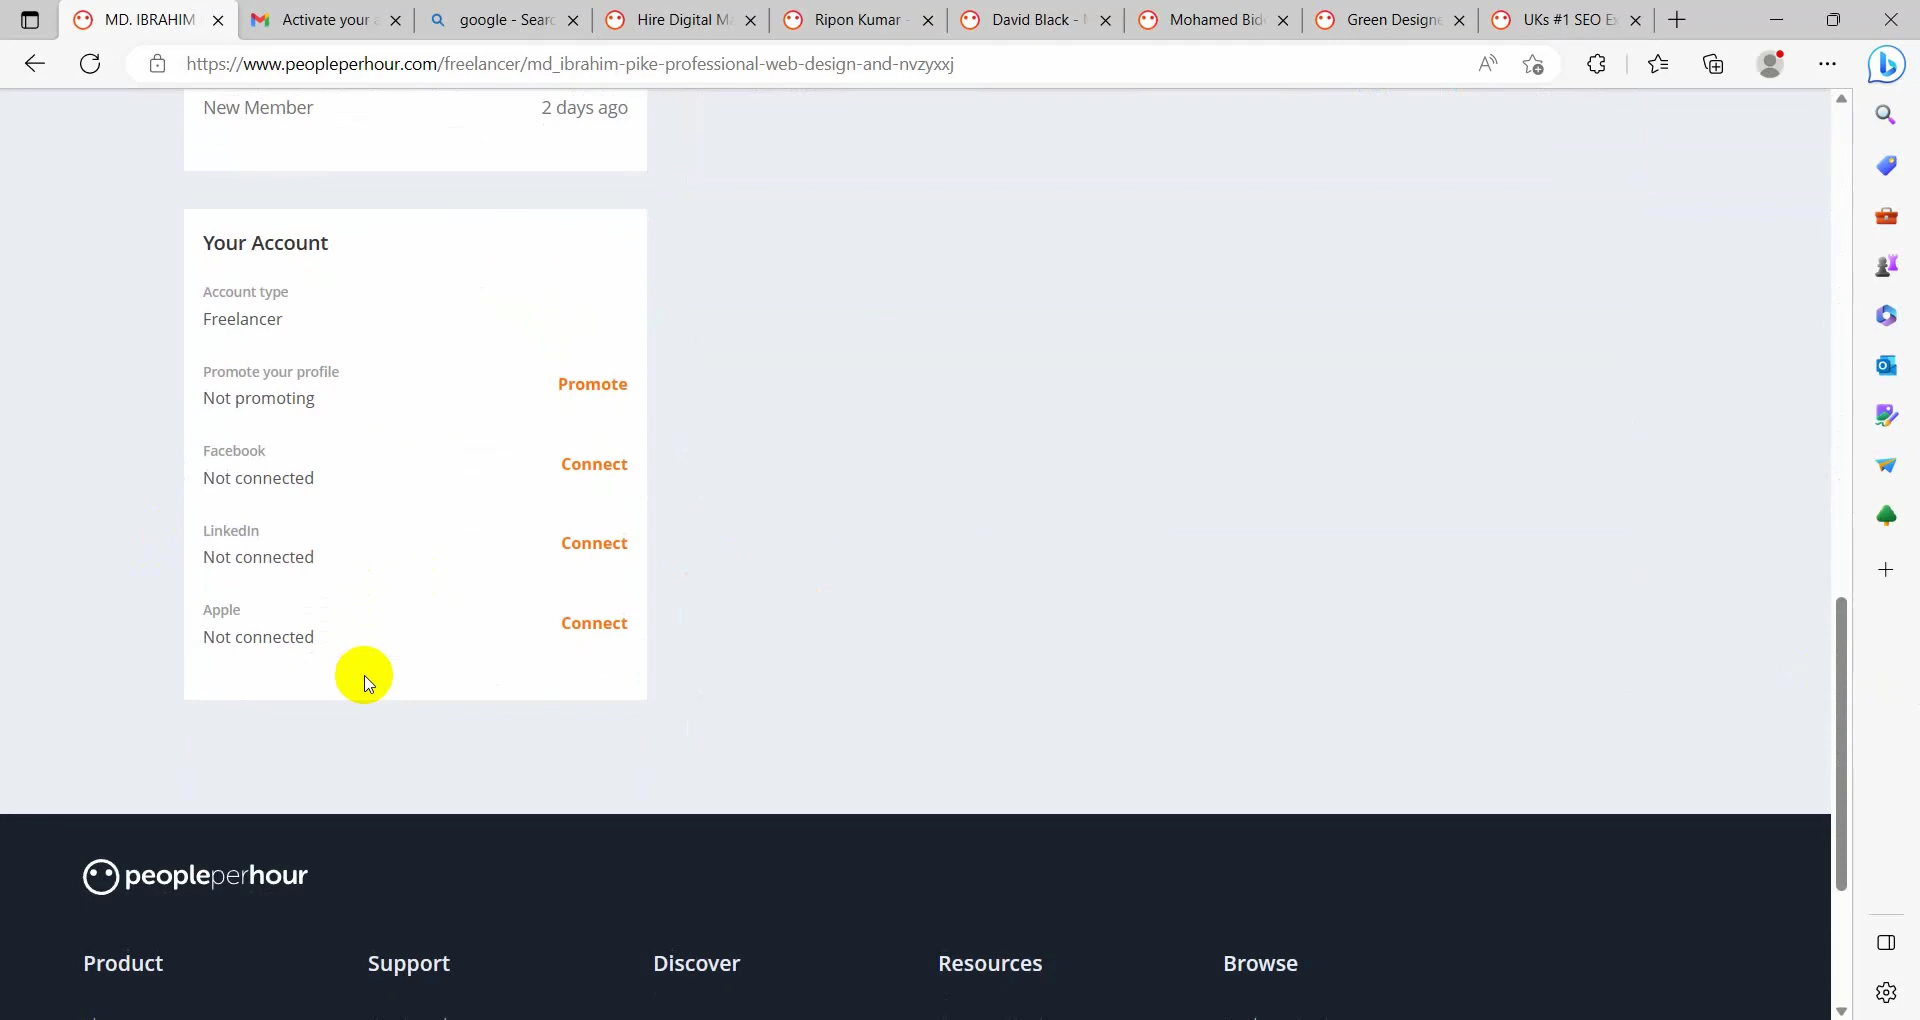 MD. IBRAHIM
Activate your a
google - Searc
Hire Digital Ma
Ripon Kumar -
David Black - 
Mohamed Bid
Green Designe
UKs #1 SEO Ex
https://www.peopleperhour.com/freelancer/md_ibrahim-pike-professional-web-design-and-nvzyxxj
New Member 2 days ago
Your Account
Account type
Freelancer
Promote your profile
Not promoting
Promote
Facebook
Not connected
Connect
LinkedIn
Not connected
Connect
Apple
Not connected
Connect
peopleperhour
Product Support Discover Resources Browse